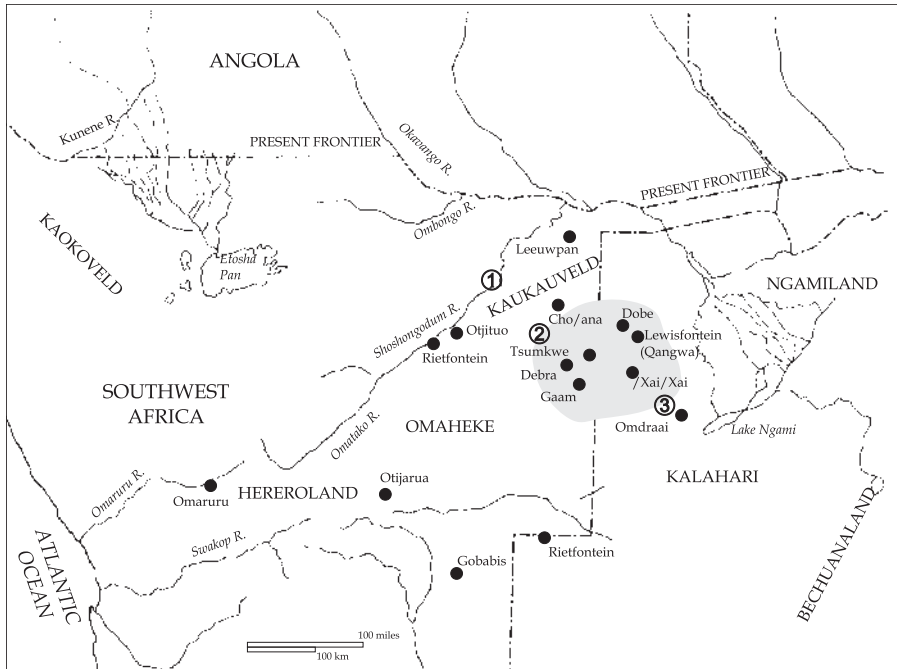 ANGOLA
Kunene R.
PRESENT FRONTIER
Okavango R.
PRESENT FRONTIER
Ombongo R.
KAOKOVELD
Etosha
Pan
Leeuwpan
NGAMILAND
KAUKAUVELD
1
Shoshongodum R.
Cho/ana
Dobe
Otjituo
2
Lewisfontein
(Qangwa)
Rietfontein
Tsumkwe
Debra
/Xai/Xai
Gaam
SOUTHWEST
AFRICA
3
Omatako R.
OMAHEKE
Omdraai
Lake Ngami
KALAHARI
Omaruru R.
Omaruru
HEREROLAND
Otijarua
BECHUANALAND
ATLANTIC
OCEAN
Swakop R.
Rietfontein
Gobabis
100 miles
100 km